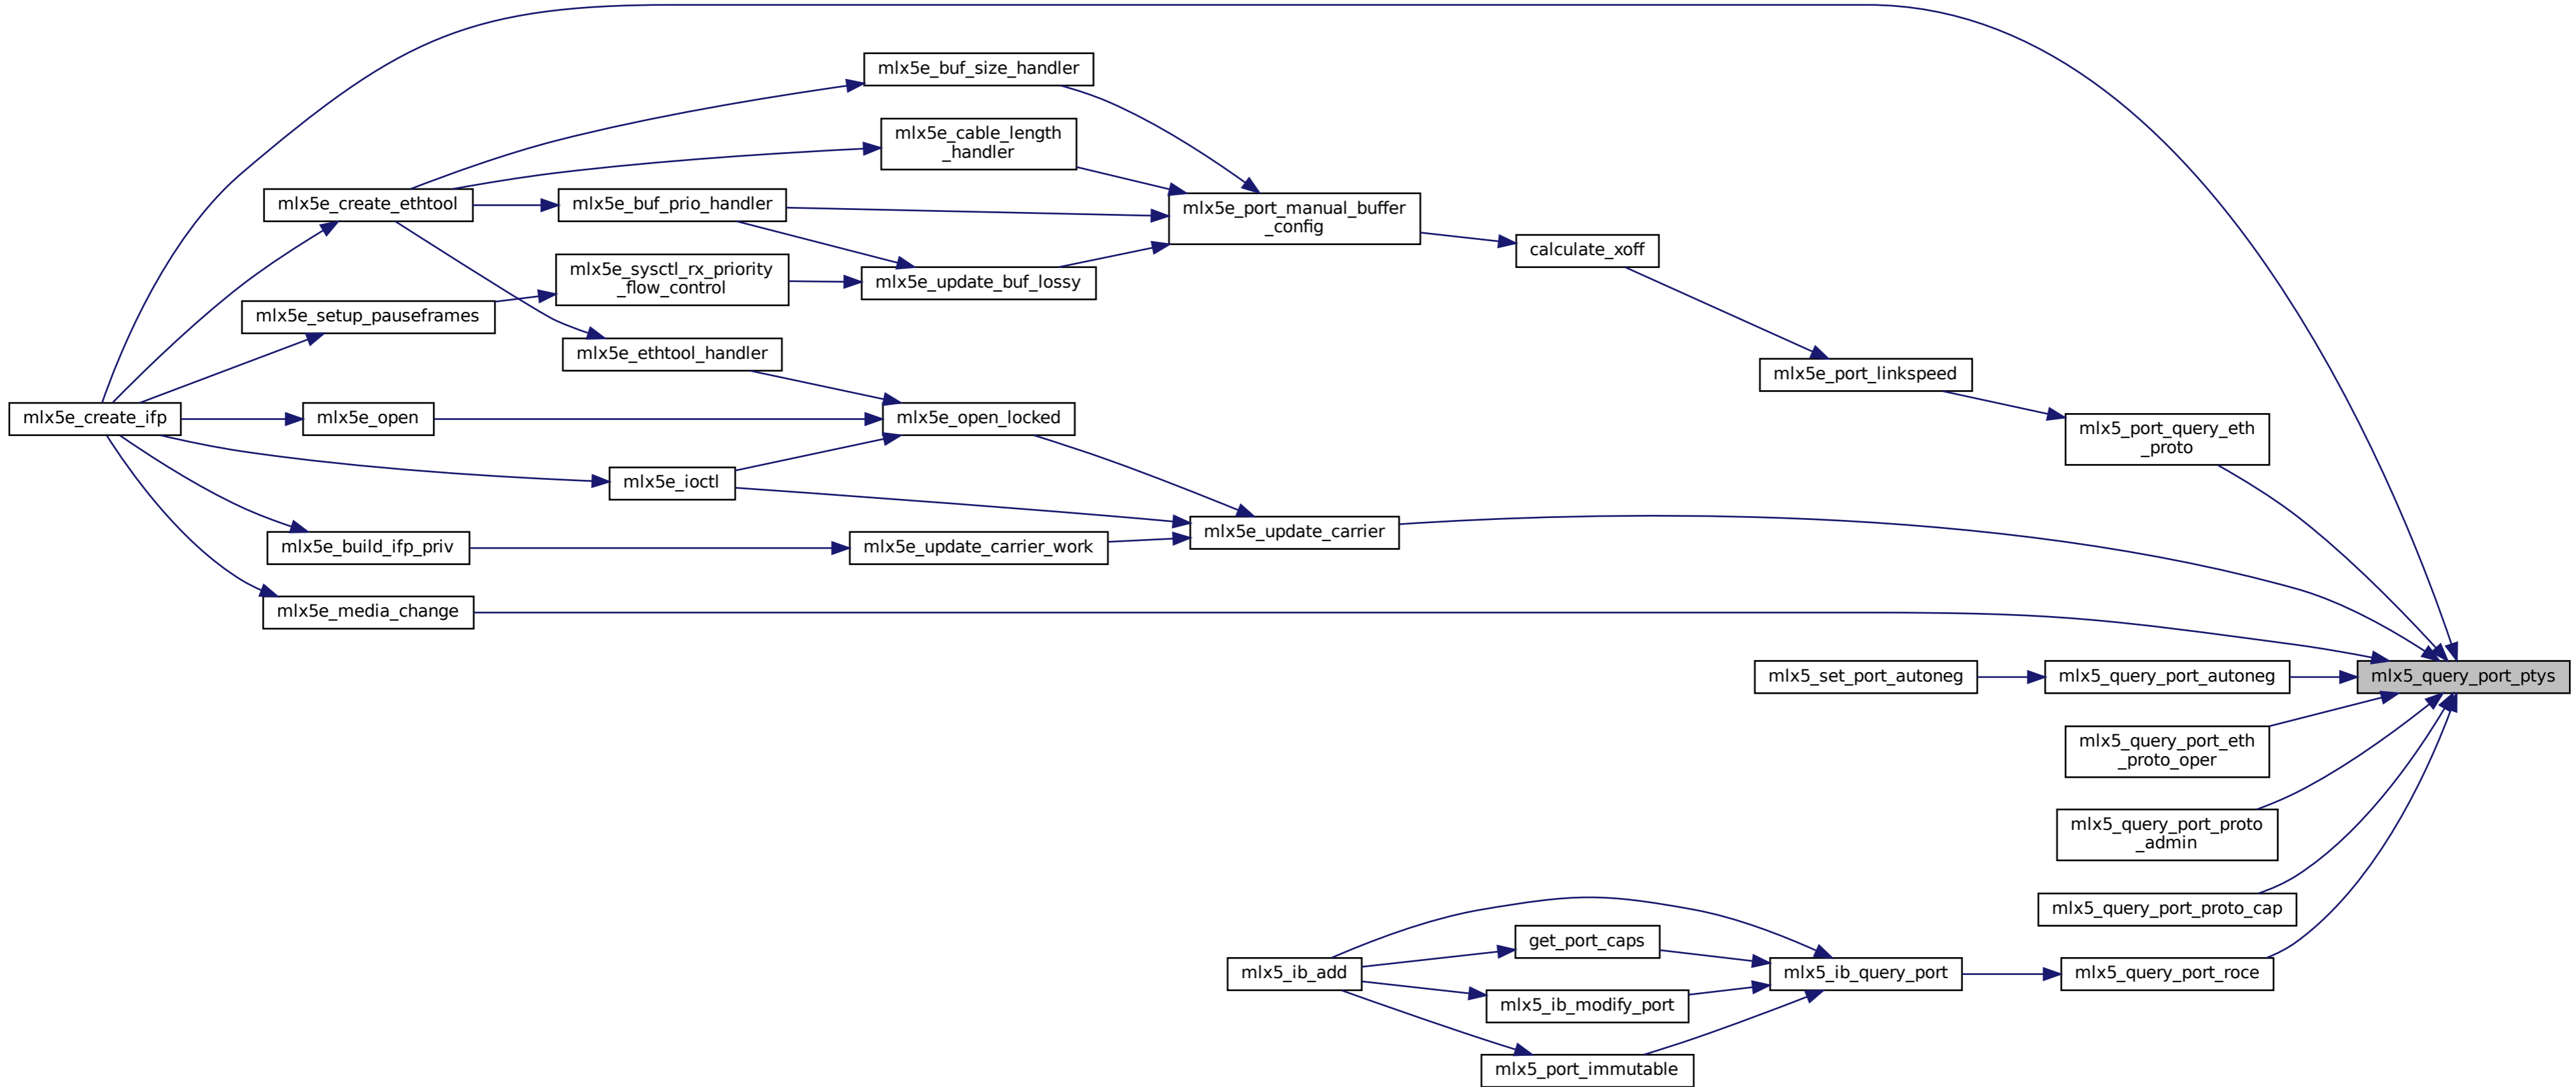 mlx5e_buf_size_handler
mlx5e_cable_length
_handler
mlx5e_create_ethtool
mlx5e_buf_prio_handler
mlx5e_port_manual_buffer
_config
calculate_xoff
mlx5e_sysctl_rx_priority
_flow_control
mlx5e_update_buf_lossy
mlx5e_setup_pauseframes
mlx5e_ethtool_handler
mlx5e_port_linkspeed
mlx5e_create_ifp
mlx5e_open
mlx5e_open_locked
mlx5_port_query_eth
_proto
mlx5e_ioctl
mlx5e_update_carrier
mlx5e_build_ifp_priv
mlx5e_update_carrier_work
mlx5e_media_change
mlx5_set_port_autoneg
mlx5_query_port_autoneg
mlx5_query_port_ptys
mlx5_query_port_eth
_proto_oper
mlx5_query_port_proto
_admin
mlx5_query_port_proto_cap
get_port_caps
mlx5_ib_add
mlx5_ib_query_port
mlx5_query_port_roce
mlx5_ib_modify_port
mlx5_port_immutable